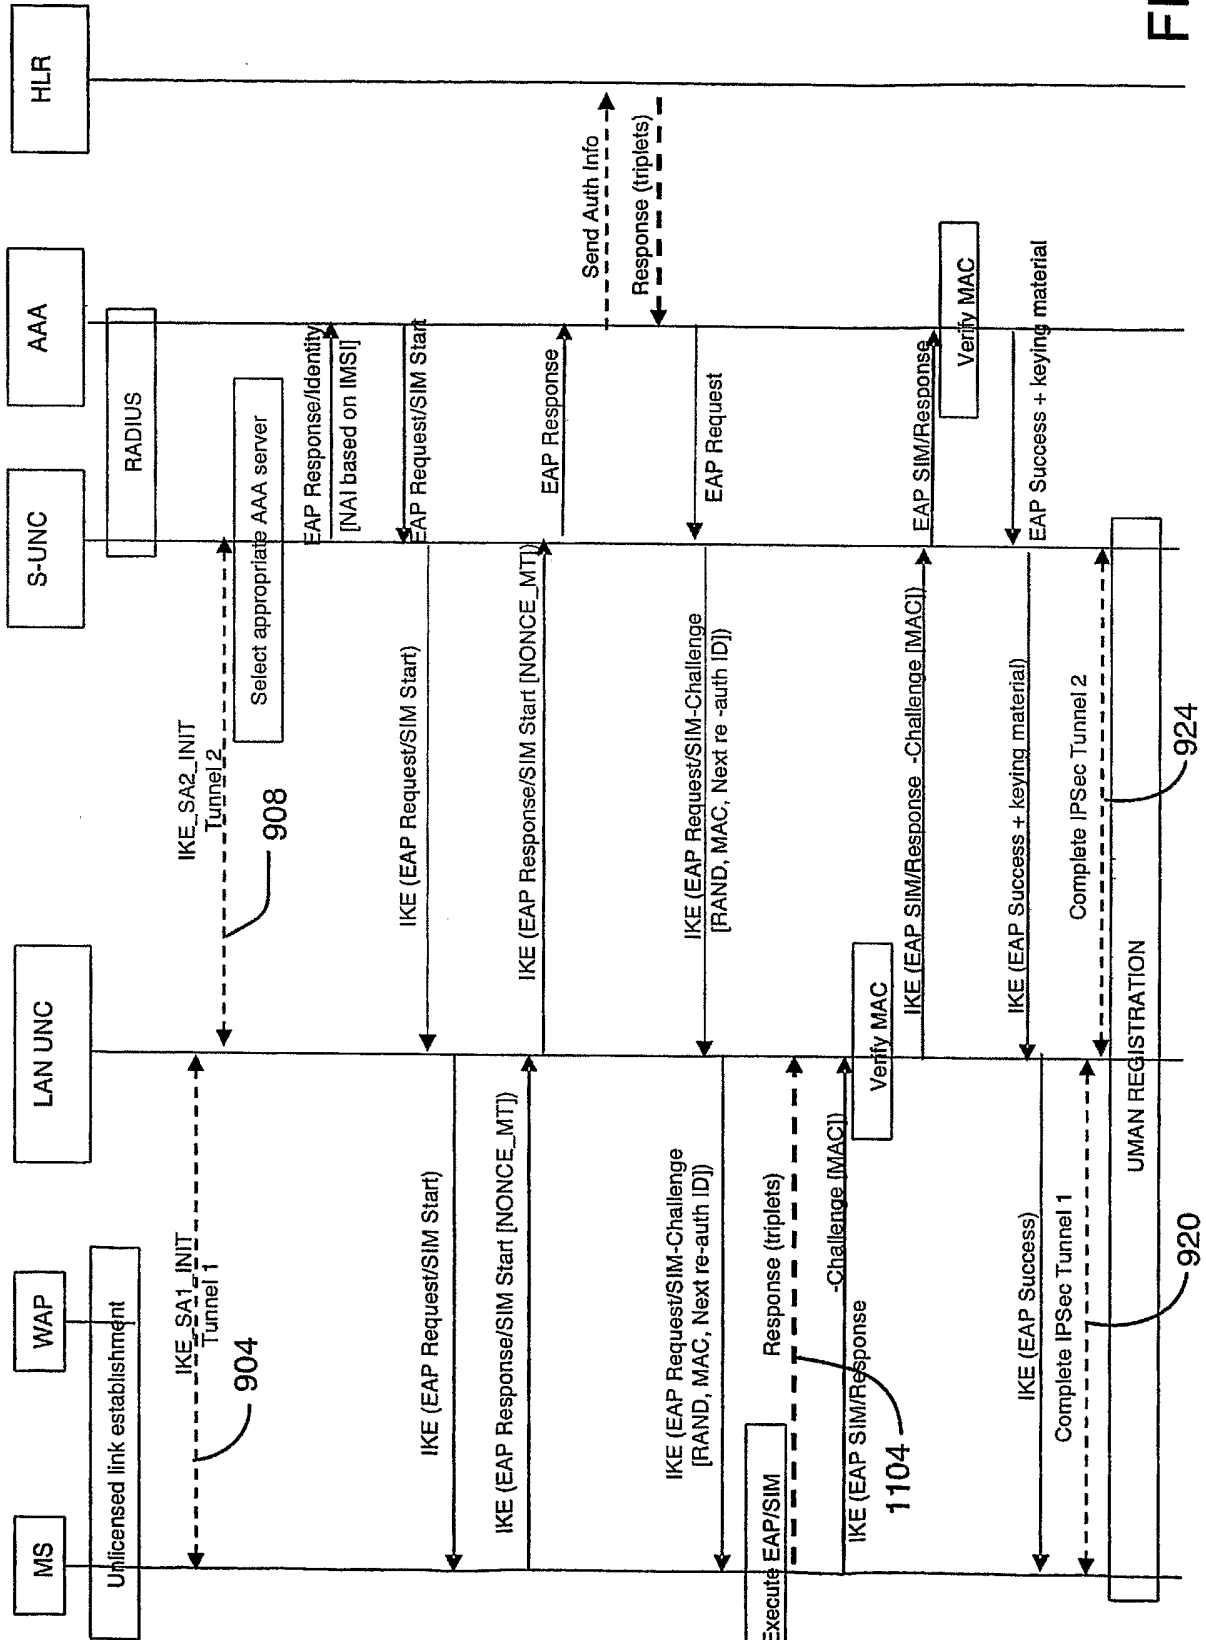 MS
WAP
LAN UNC
S-UNC
AAA
HLR
Unlicensed link establishment
RADIUS
IKE_SA1_INIT
Tunnel 1
904
IKE_SA2_INIT
Tunnel 2
908
Select appropriate AAA server
EAP Response/Identity
[NAI based on IMSI]
EAP Request/SIM Start
IKE (EAP Request/SIM Start)
IKE (EAP Request/SIM Start)
IKE (EAP Response/SIM Start [NONCE_MT])
IKE (EAP Response/SIM Start [NONCE_MT])
EAP Response
Send Auth Info
Response (triplets)
EAP Request
IKE (EAP Request/SIM-Challenge
[RAND, MAC, Next re -auth ID])
IKE (EAP Request/SIM-Challenge
[RAND, MAC, Next re-auth ID])
Execute EAP/SIM
Response (triplets)
1104
IKE (EAP SIM/Response
-Challenge [MAC])
Verify MAC
IKE (EAP SIM/Response -Challenge [MAC])
EAP SIM/Response
Verify MAC
EAP Success + keying material
IKE (EAP Success + keying material)
IKE (EAP Success)
Complete IPSec Tunnel 1
920
Complete IPSec Tunnel 2
924
UMAN REGISTRATION